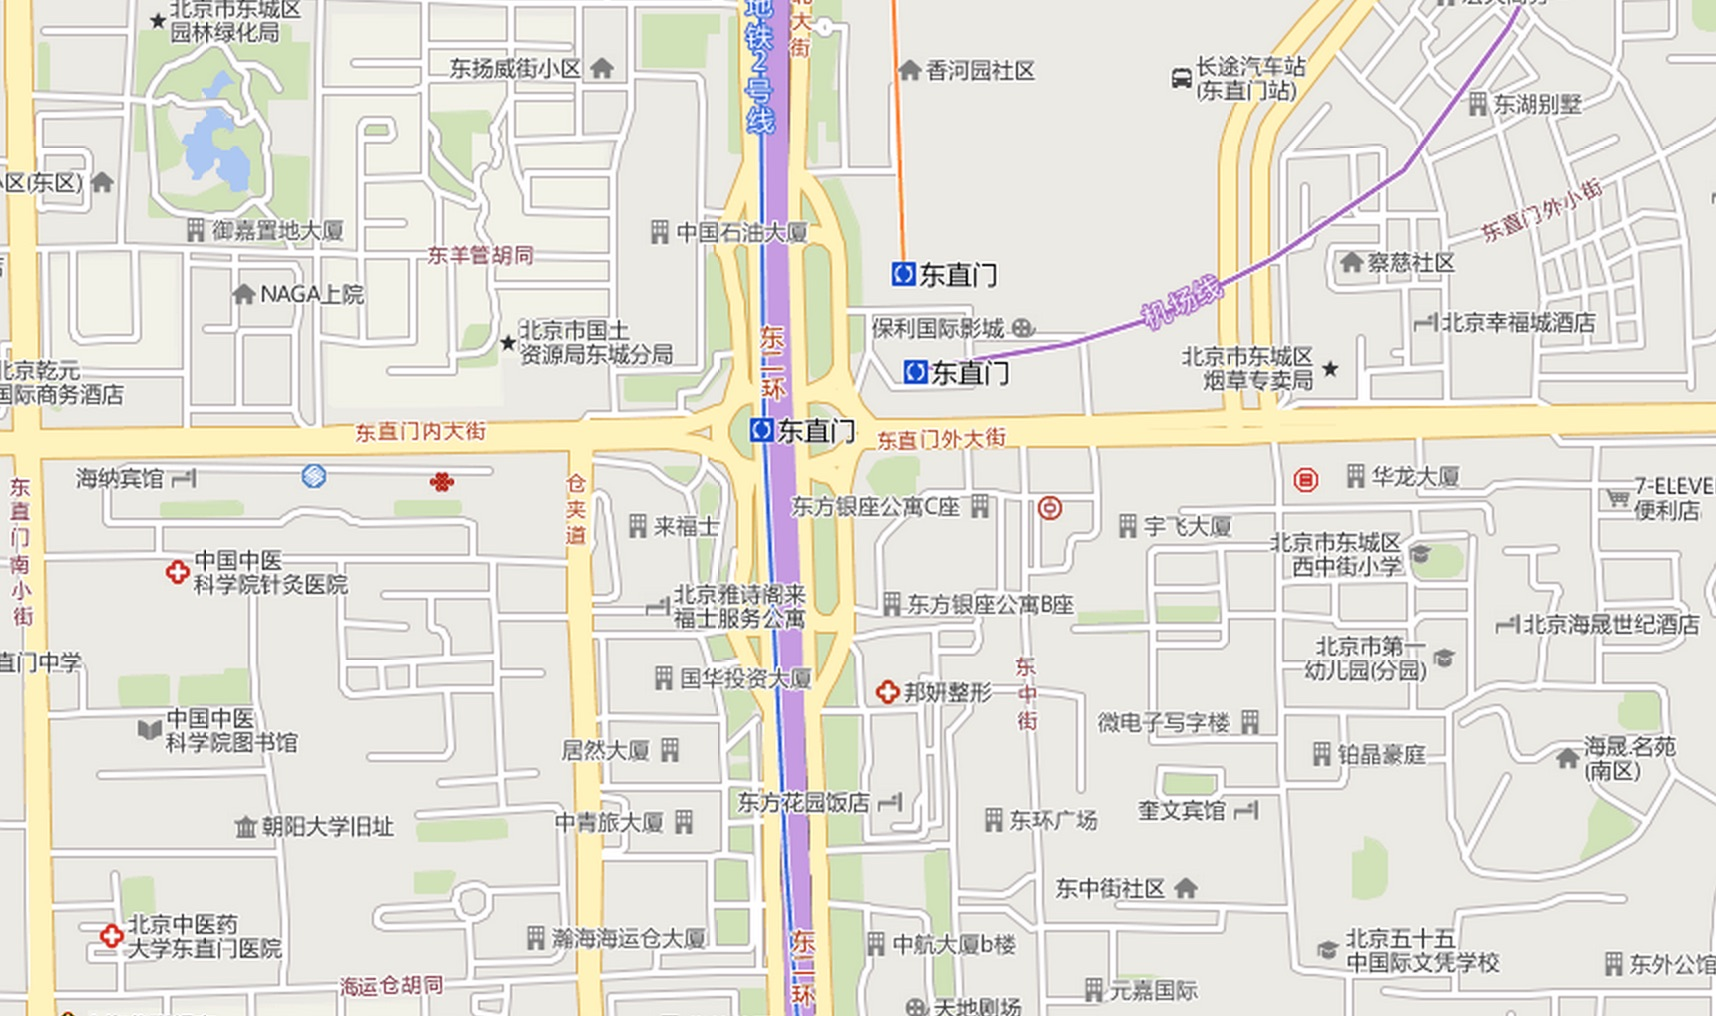 北京市东城区
园林绿化局
东扬威街小区
地铁2号线
大街
香河园社区
长途汽车站
(东直门站)
东湖别墅
区(东区)
御嘉置地大厦
中国石油大厦
东羊管胡同
东直门外小街
东直门
察慈社区
NAGA上院
机场线
北京市国土
资源局东城分局
东二环
保利国际影城
北京幸福城酒店
北京乾元
国际商务酒店
东直门
北京市东城区
烟草专卖局
东直门内大街
东直门
东直门外大街
海纳宾馆
东直门南小街
仓夹道
来福士
东方银座公寓C座
宇飞大厦
华龙大厦
7-ELEVE
便利店
中国中医
科学院针灸医院
北京市东城区
西中街小学
北京雅诗阁来
福士服务公寓
东方银座公寓B座
北京海晟世纪酒店
直门中学
国华投资大厦
邦妍整形
东中街
北京市第一
幼儿园(分园)
中国中医
科学院图书馆
微电子写字楼
居然大厦
铂晶豪庭
海晟.名苑
(南区)
东方花园饭店
朝阳大学旧址
中青旅大厦
东环广场
奎文宾馆
东中街社区
北京中医药
大学东直门医院
瀚海海运仓大厦
东二环
中航大厦b楼
北京五十五
中国际文凭学校
东外公馆
海运仓胡同
天地剧场
元嘉国际